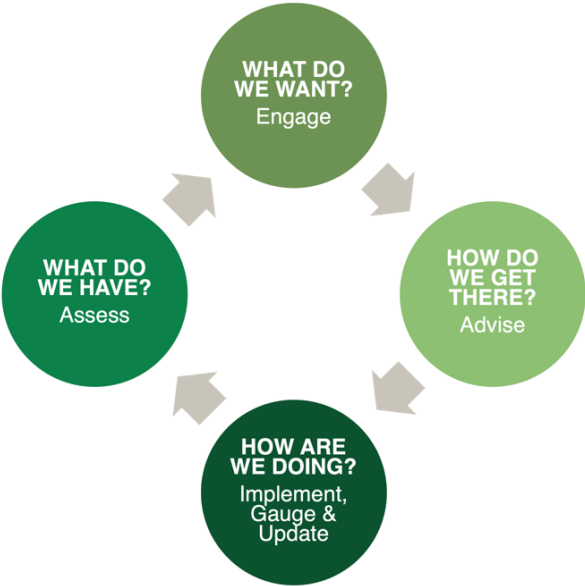 WHAT DO
WE WANT?
Engage
WHAT DO
WE HAVE?
Assess
HOW DO
WE GET
THERE?
Advise
HOW ARE
WE DOING?
Implement,
Gauge &
Update